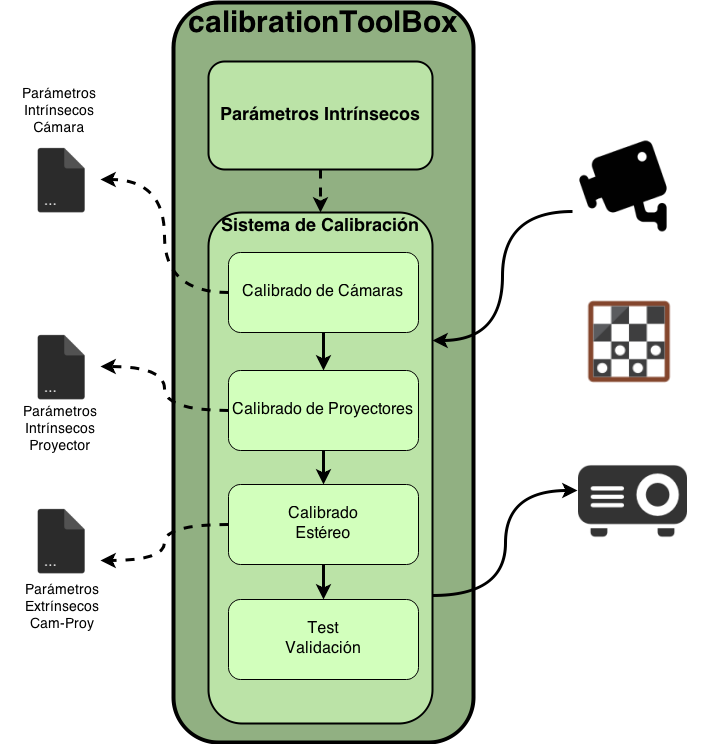 calibrationToolBox
Parámetros
Intrínsecos
Cámara
...
Parámetros Intrínsecos
Sistema de Calibración
Calibrado de Cámaras
...
Parámetros
Intrínsecos
Proyector
Calibrado de Proyectores
...
Parámetros
Extrínsecos
Cam-Proy
Calibrado
Estéreo
Test
Validación